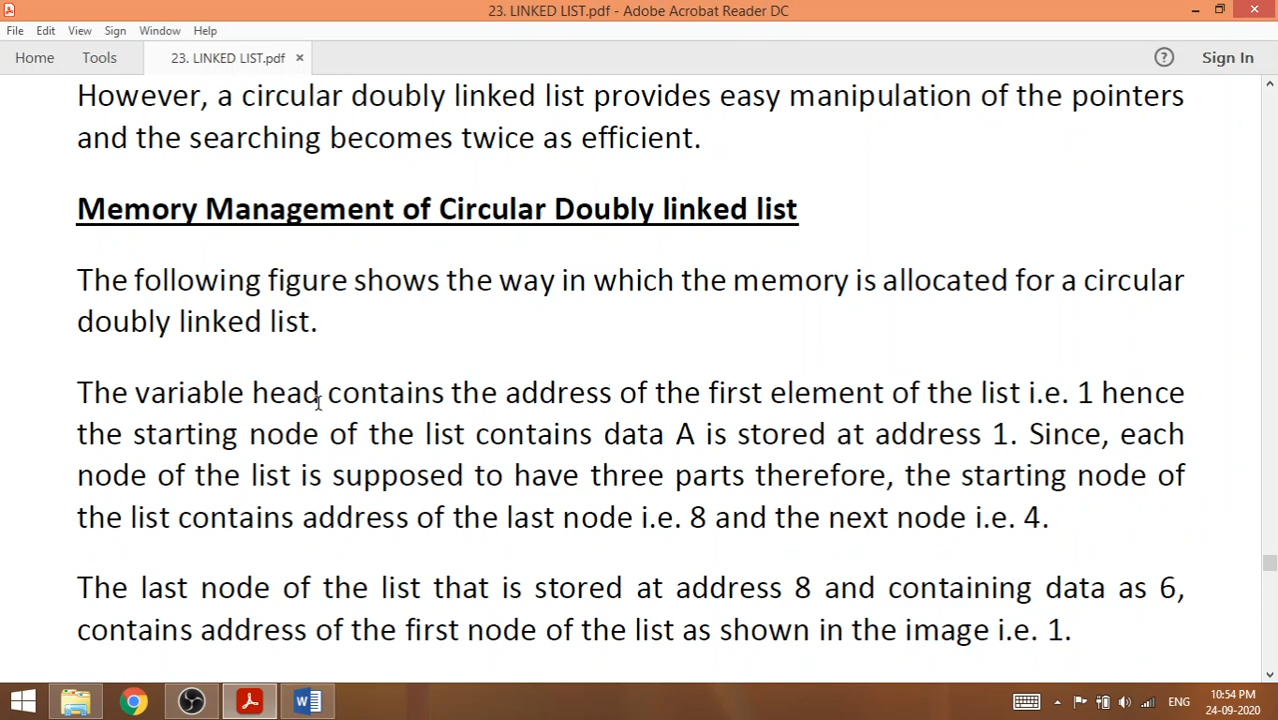 23. LINKED LIST.pdf - Adobe Acrobat Reader DC
File Edit View Sign Window Help
Home Tools 23. LINKED LIST.pdf × ? Sign In
However, a circular doubly linked list provides easy manipulation of the pointers
and the searching becomes twice as efficient.
Memory Management of Circular Doubly linked list
The following figure shows the way in which the memory is allocated for a circular
doubly linked list.
The variable head contains the address of the first element of the list i.e. 1 hence
the starting node of the list contains data A is stored at address 1. Since, each
node of the list is supposed to have three parts therefore, the starting node of
the list contains address of the last node i.e. 8 and the next node i.e. 4.
The last node of the list that is stored at address 8 and containing data as 6,
contains address of the first node of the list as shown in the image i.e. 1.
ENG
10:54 PM
24-09-2020